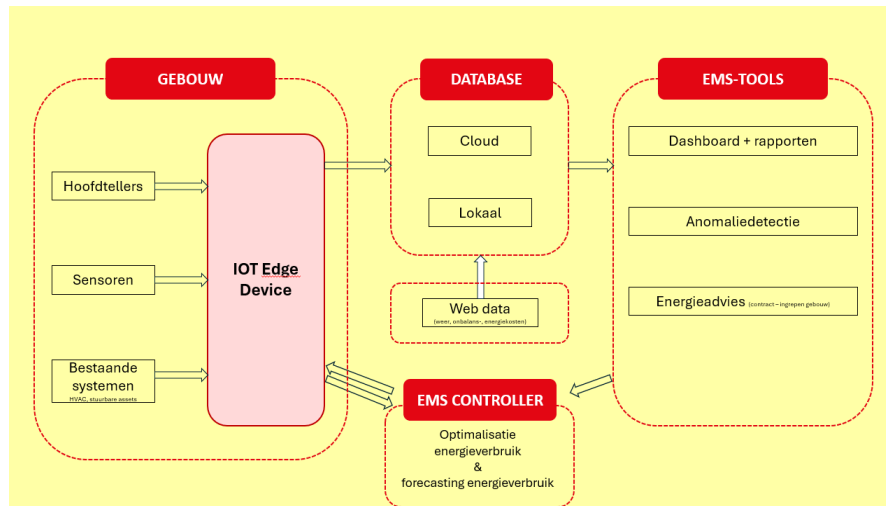 GEBOUW
Hoofdtellers
Sensoren
Bestaande
systemen
HVAC, stuurbare assets
IOT Edge
Device
DATABASE
Cloud
Lokaal
Web data
(weer, onbalans-, energiekosten)
EMS-TOOLS
Dashboard + rapporten
Anomaliedetectie
Energieadvies (contract – ingrepen gebouw)
EMS CONTROLLER
Optimalisatie
energieverbruik
&
forecasting energieverbruik